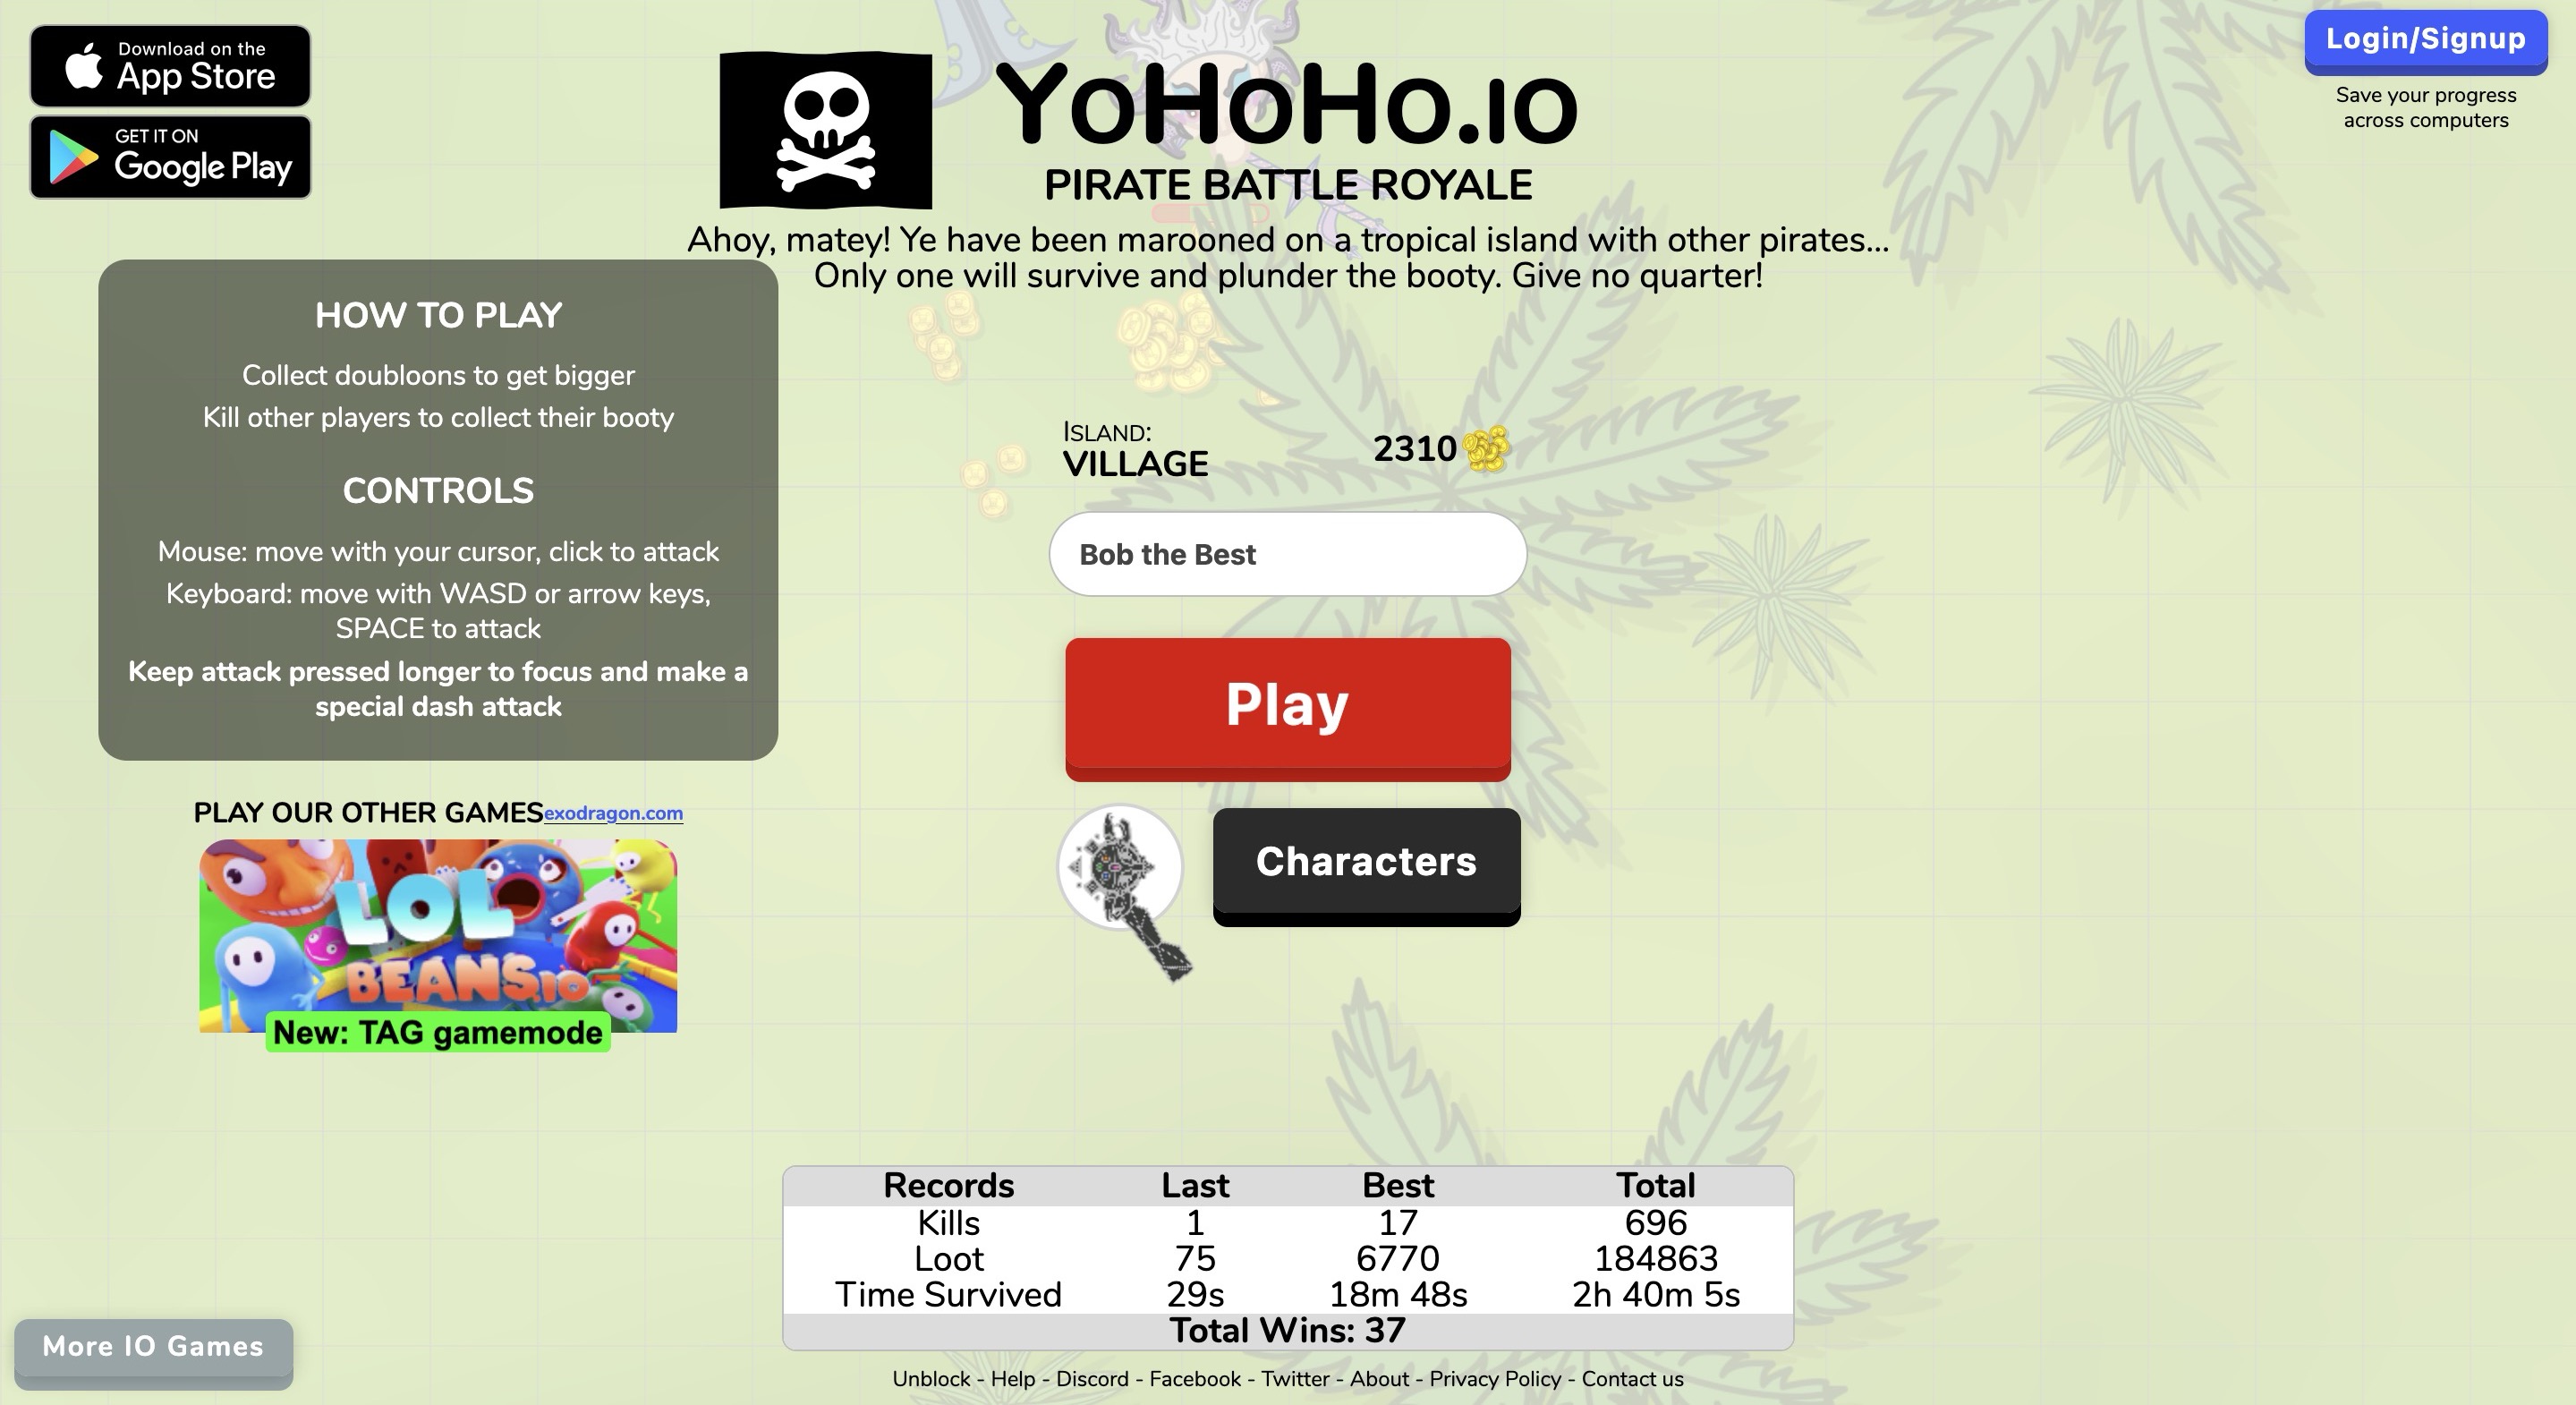 Download on the
App Store
GET IT ON
Google Play
YoHoHo.io
PIRATE BATTLE ROYALE
Ahoy, matey! Ye have been marooned on a tropical island with other pirates...
Only one will survive and plunder the booty. Give no quarter!
Login/Signup
Save your progress
across computers
HOW TO PLAY
Collect doubloons to get bigger
Kill other players to collect their booty
CONTROLS
Mouse: move with your cursor, click to attack
Keyboard: move with WASD or arrow keys,
SPACE to attack
Keep attack pressed longer to focus and make a
special dash attack
PLAY OUR OTHER GAMES exodragon.com
LOL
BEANS.io
New: TAG gamemode
Island:
VILLAGE
2310
Bob the Best
Play
Characters
Records Last Best Total
Kills 1 17 696
Loot 75 6770 184863
Time Survived 29s 18m 48s 2h 40m 5s
Total Wins: 37
More IO Games
Unblock - Help - Discord - Facebook - Twitter - About - Privacy Policy - Contact us